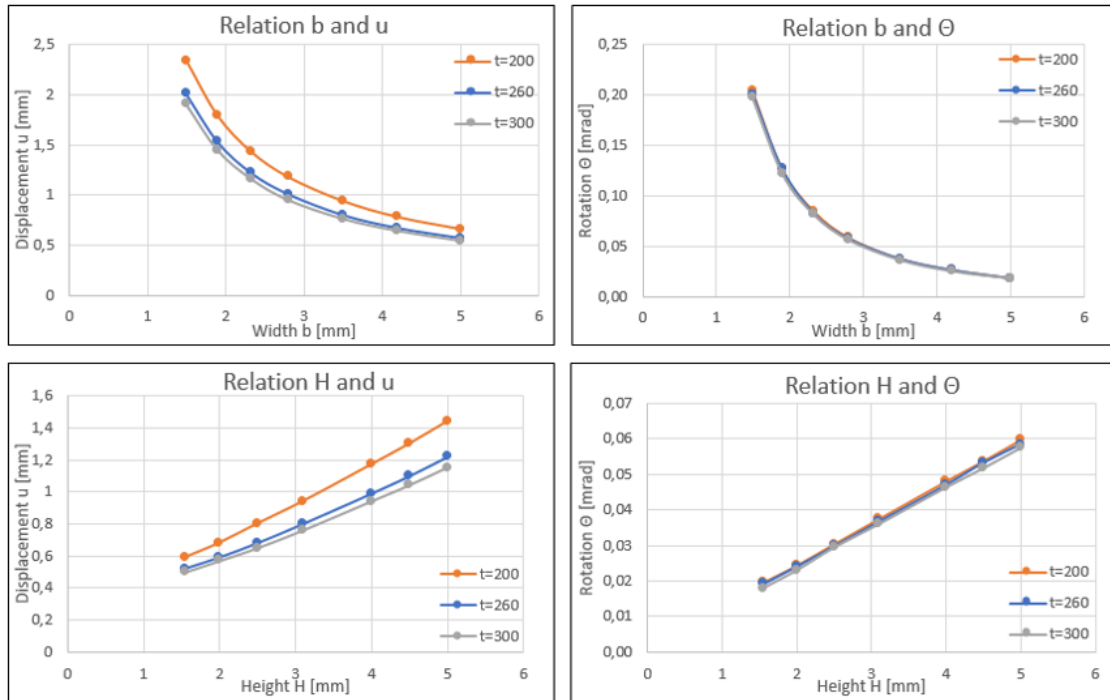 Relation b and u
Displacement u [mm]
2,5
2
1,5
1
0,5
0
0 1 2 3 4 5 6
Width b [mm]
t=200
t=260
t=300
Relation b and Θ
Rotation Θ [mrad]
0,25
0,20
0,15
0,10
0,05
0,00
0 1 2 3 4 5 6
Width b [mm]
t=200
t=260
t=300
Relation H and u
Displacement u [mm]
1,6
1,4
1,2
1
0,8
0,6
0,4
0,2
0
0 1 2 3 4 5 6
Height H [mm]
t=200
t=260
t=300
Relation H and Θ
Rotation Θ [mrad]
0,07
0,06
0,05
0,04
0,03
0,02
0,01
0,00
0 1 2 3 4 5 6
Height H [mm]
t=200
t=260
t=300